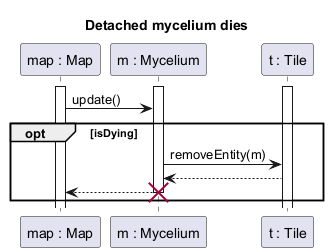 Detached mycelium dies
map : Map m : Mycelium t : Tile
update()
opt [isDying]
removeEntity(m)
map : Map m : Mycelium t : Tile